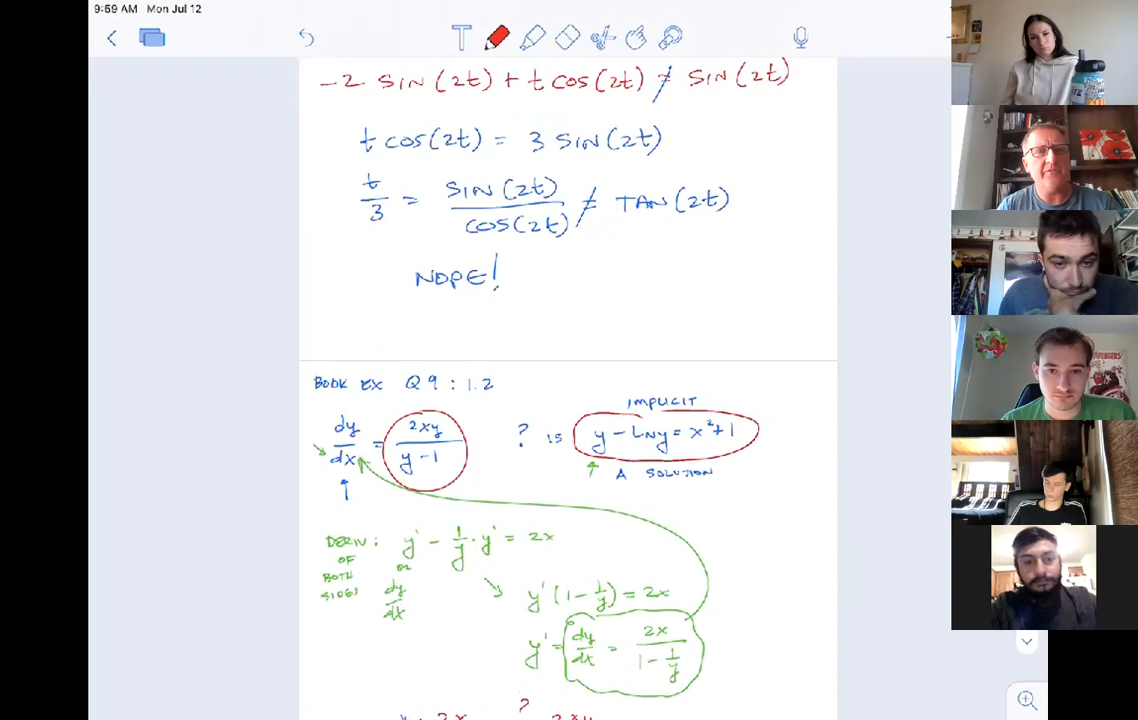 9:59 AM Mon Jul 12
-2 SIN(2t) + t COS(2t) ≠ SIN(2t)
t COS(2t) = 3 SIN(2t)
t/3 = SIN(2t)/COS(2t) ≠ TAN(2t)
NOPE!
BOOK EX Q9 : 1.2
IMPLICIT
dy/dx = 2xy/(y-1) ? IS y - LNy = x²+1
A SOLUTION
DERIV: y' - 1/y · y' = 2x
OF
BOTH
SIDES
OR
dy/dx
y'(1 - 1/y) = 2x
y' = dy/dx = 2x/(1 - 1/y)
?